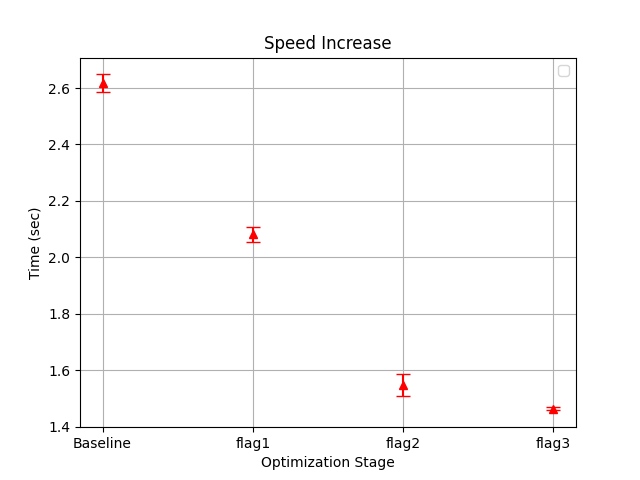 Speed Increase
Time (sec)
2.6
2.4
2.2
2.0
1.8
1.6
1.4
Baseline flag1 flag2 flag3
Optimization Stage